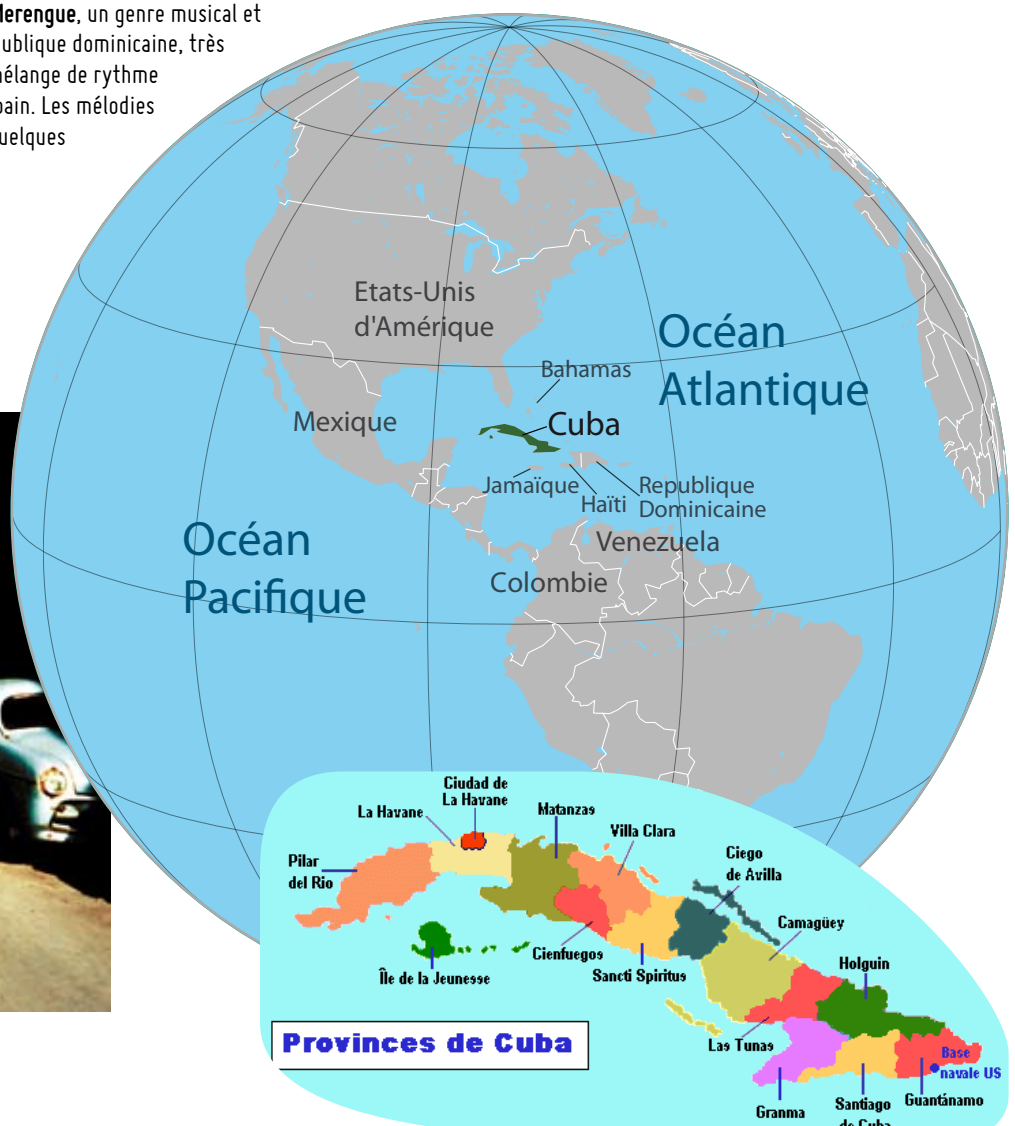 Merengue, un genre musical et
ublique dominicaine, très
élange de rythme
bain. Les mélodies
uelques
Etats-Unis
d'Amérique
Océan
Atlantique
Bahamas
Cuba
Mexique
Jamaïque
Haïti
Republique
Dominicaine
Océan
Pacifique
Venezuela
Colombie
Ciudad de
La Havane
La Havane
Matanzas
Villa Clara
Pilar
del Rio
Ciego
de Avilla
Camagüey
Cienfuegos
Île de la Jeunesse
Sancti Spiritus
Holguin
Provinces de Cuba
Las Tunas
Base
navale US
Granma
Santiago
de Cuba
Guantánamo